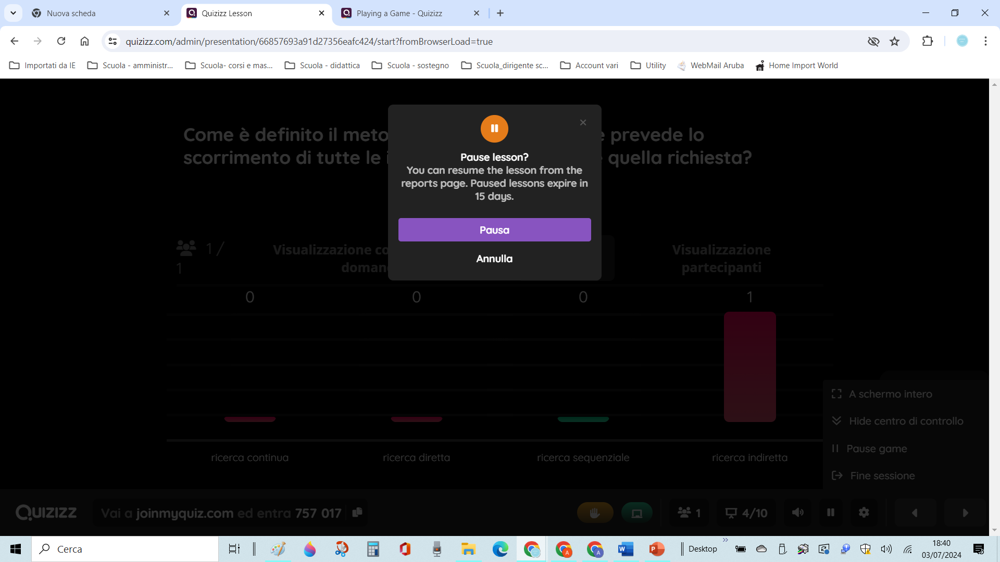 Nuova scheda
Quizizz Lesson
Playing a Game - Quizizz
quizizz.com/admin/presentation/66857693a91d27356eafc424/start?fromBrowserLoad=true
Importati da IE
Scuola - amministr...
Scuola- corsi e mas...
Scuola - didattica
Scuola - sostegno
Scuola_dirigente sc...
Account vari
Utility
WebMail Aruba
Home Import World
Come è definito il meto e prevede lo
scorrimento di tutte le i quella richiesta?
Pause lesson?
You can resume the lesson from the
reports page. Paused lessons expire in
15 days.
Pausa
Annulla
1 /
1
Visualizzazione co
doman
Visualizzazione
partecipanti
0
0
0
1
ricerca continua
ricerca diretta
ricerca sequenziale
ricerca indiretta
A schermo intero
Hide centro di controllo
Pause game
Fine sessione
Quizizz
Vai a joinmyquiz.com ed entra 757 017
1
4/10
Cerca
Desktop
18:40
03/07/2024